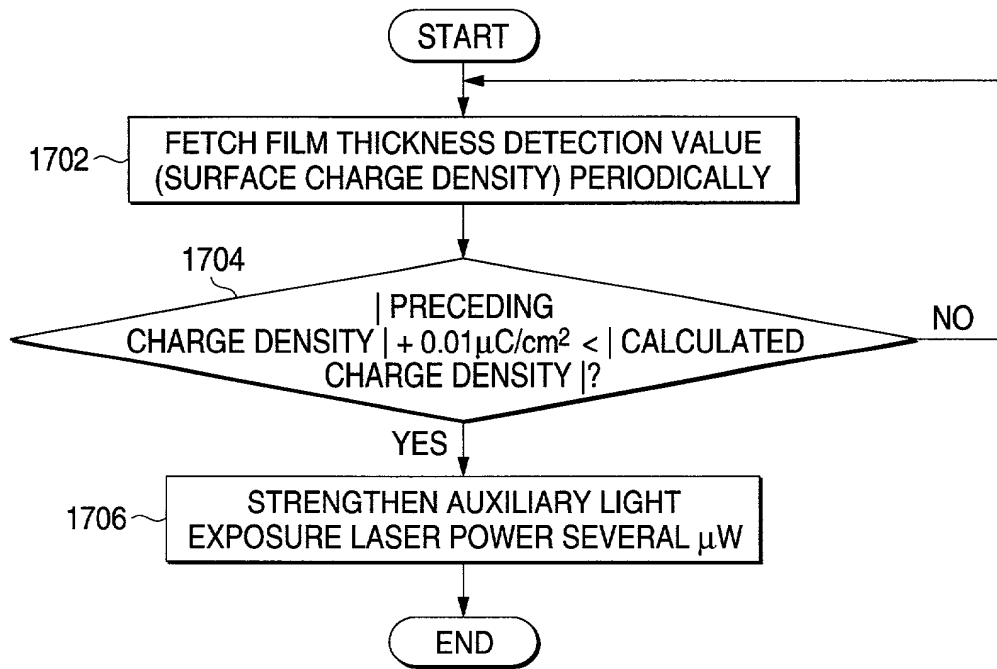 START
1702
FETCH FILM THICKNESS DETECTION VALUE
(SURFACE CHARGE DENSITY) PERIODICALLY
1704
| PRECEDING
CHARGE DENSITY | + 0.01μC/cm² < | CALCULATED
CHARGE DENSITY |?
NO
YES
1706
STRENGTHEN AUXILIARY LIGHT
EXPOSURE LASER POWER SEVERAL μW
END